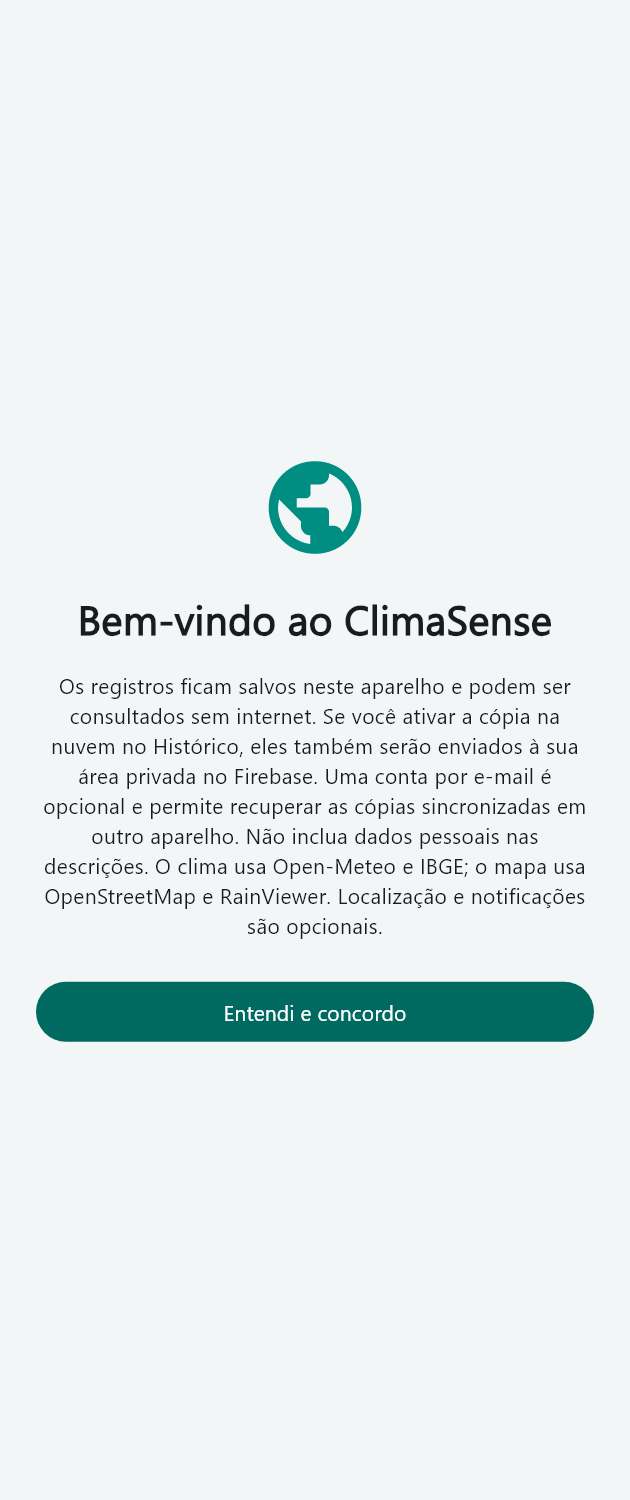 Bem-vindo ao ClimaSense
Os registros ficam salvos neste aparelho e podem ser
consultados sem internet. Se você ativar a cópia na
nuvem no Histórico, eles também serão enviados à sua
área privada no Firebase. Uma conta por e-mail é
opcional e permite recuperar as cópias sincronizadas em
outro aparelho. Não inclua dados pessoais nas
descrições. O clima usa Open-Meteo e IBGE; o mapa usa
OpenStreetMap e RainViewer. Localização e notificações
são opcionais.
Entendi e concordo